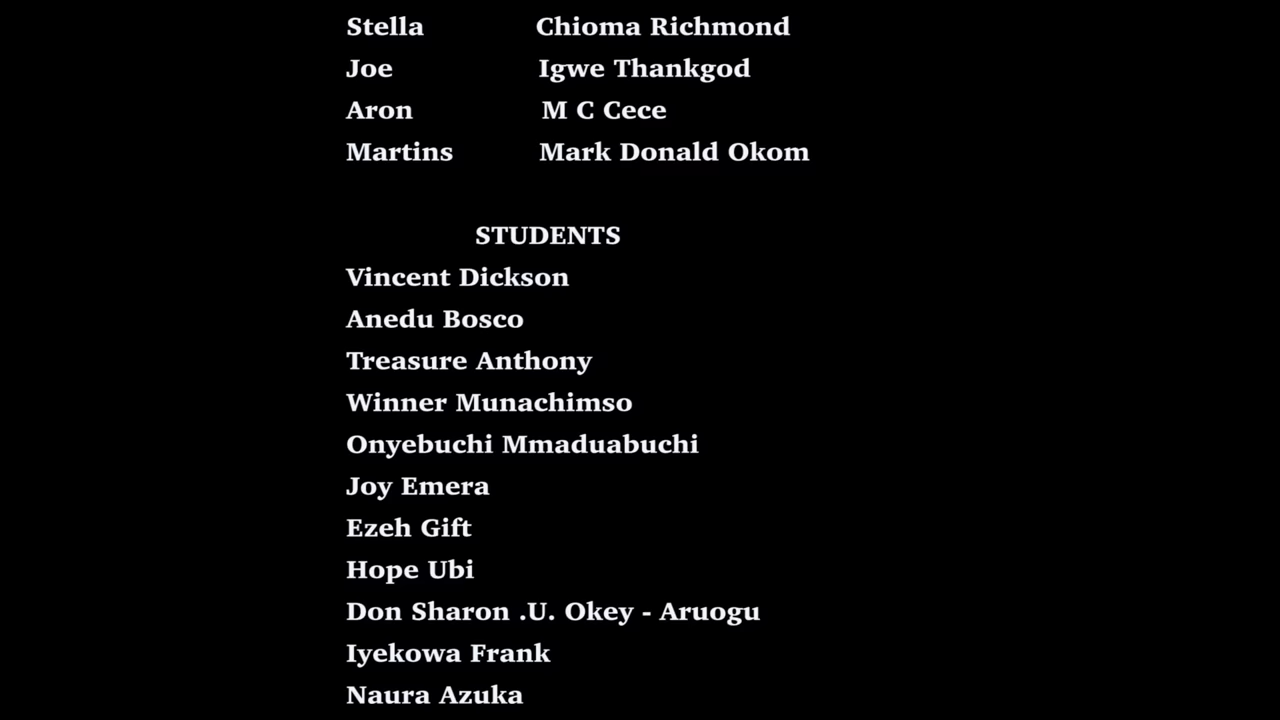 Stella Chioma Richmond
Joe Igwe Thankgod
Aron M C Cece
Martins Mark Donald Okom
STUDENTS
Vincent Dickson
Anedu Bosco
Treasure Anthony
Winner Munachimso
Onyebuchi Mmaduabuchi
Joy Emera
Ezeh Gift
Hope Ubi
Don Sharon .U. Okey - Aruogu
Iyekowa Frank
Naura Azuka